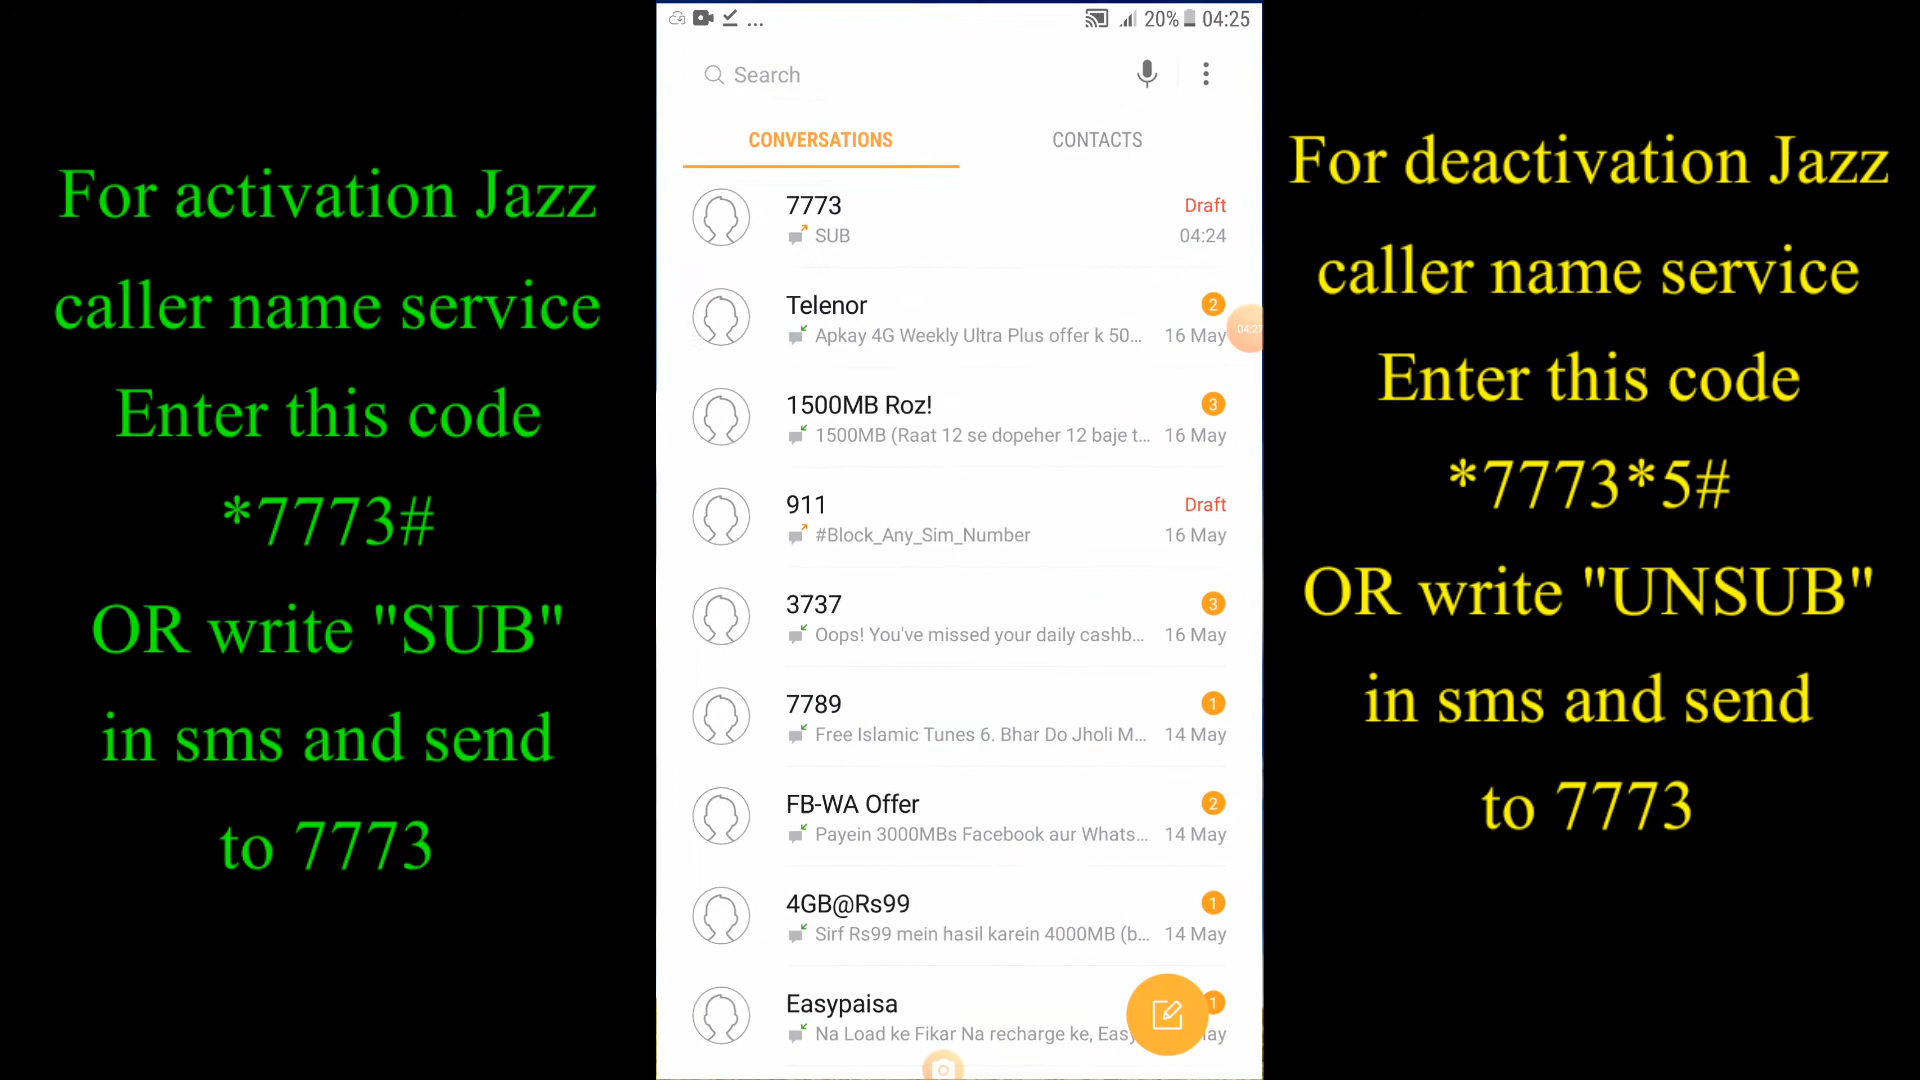 For activation Jazz
caller name service
Enter this code
*7773#
OR write "SUB"
in sms and send
to 7773
... 20% 04:25
Search
CONVERSATIONS CONTACTS
7773 Draft
SUB 04:24
Telenor 2
Apkay 4G Weekly Ultra Plus offer k 50... 16 May
04:27
1500MB Roz! 3
1500MB (Raat 12 se dopeher 12 baje t... 16 May
911 Draft
#Block_Any_Sim_Number 16 May
3737 3
Oops! You've missed your daily cashb... 16 May
7789 1
Free Islamic Tunes 6. Bhar Do Jholi M... 14 May
FB-WA Offer 2
Payein 3000MBs Facebook aur Whats... 14 May
4GB@Rs99 1
Sirf Rs99 mein hasil karein 4000MB (b... 14 May
Easypaisa 1
Na Load ke Fikar Na recharge ke, Easy
For deactivation Jazz
caller name service
Enter this code
*7773*5#
OR write "UNSUB"
in sms and send
to 7773